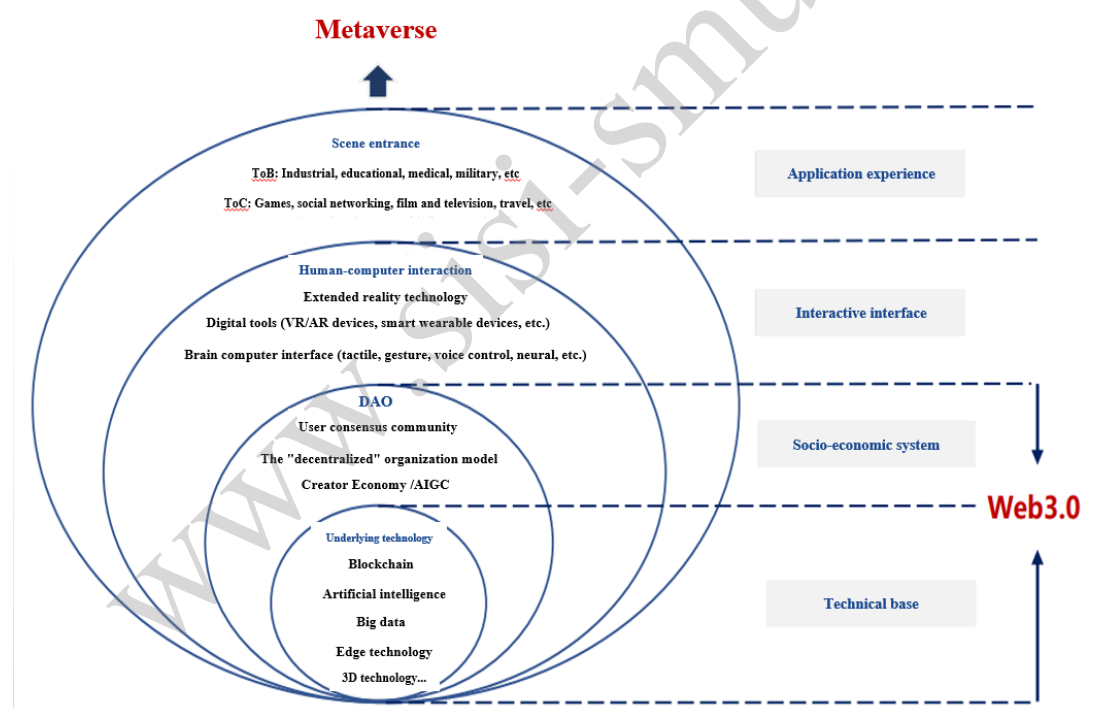 Metaverse
Scene entrance
ToB: Industrial, educational, medical, military, etc
ToC: Games, social networking, film and television, travel, etc
Application experience
Human-computer interaction
Extended reality technology
Digital tools (VR/AR devices, smart wearable devices, etc.)
Brain computer interface (tactile, gesture, voice control, neural, etc.)
Interactive interface
DAO
User consensus community
The "decentralized" organization model
Creator Economy /AIGC
Socio-economic system
Web3.0
Underlying technology
Blockchain
Artificial intelligence
Big data
Edge technology
3D technology...
Technical base
www.sisi-smu